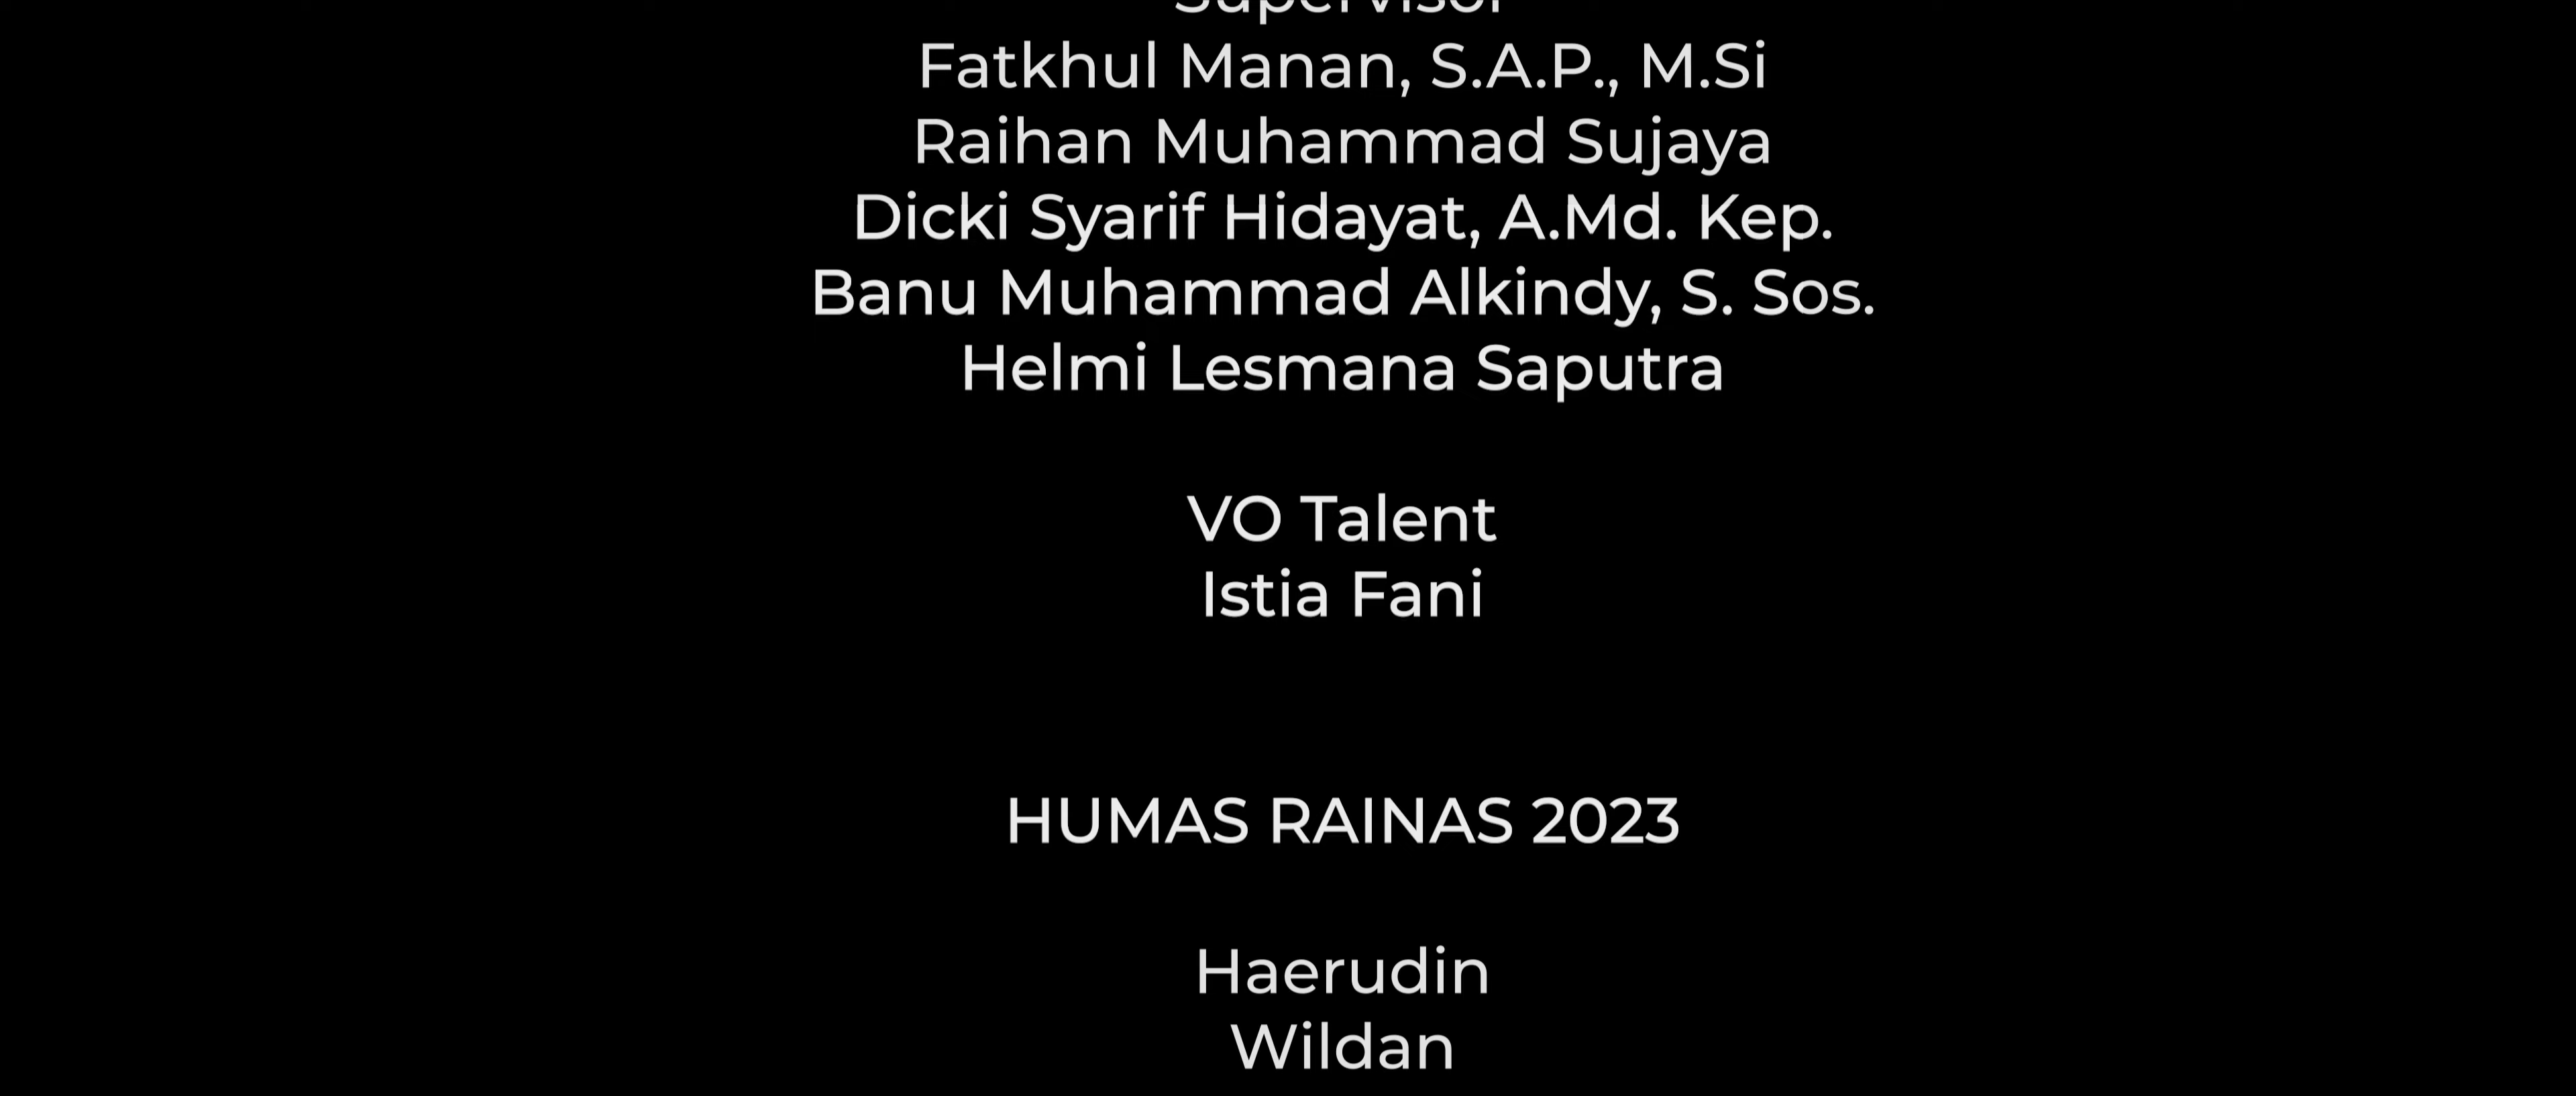 Supervisor
Fatkhul Manan, S.A.P., M.Si
Raihan Muhammad Sujaya
Dicki Syarif Hidayat, A.Md. Kep.
Banu Muhammad Alkindy, S. Sos.
Helmi Lesmana Saputra
VO Talent
Istia Fani
HUMAS RAINAS 2023
Haerudin
Wildan